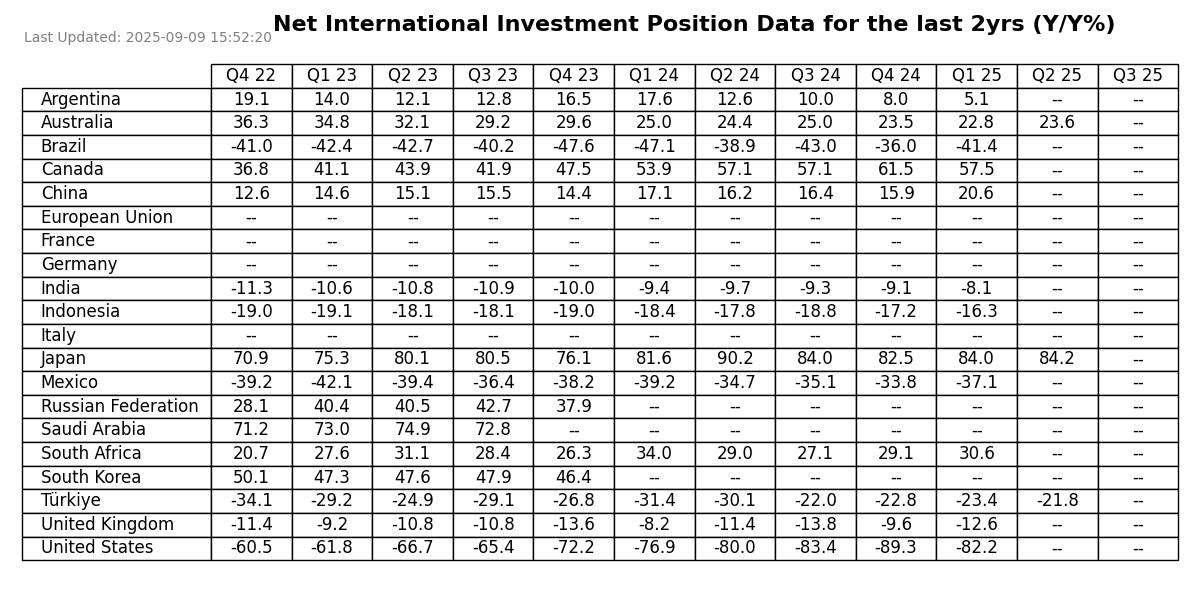 Net International Investment Position Data for the last 2yrs (Y/Y%)
Last Updated: 2025-09-09 15:52:20
Q4 22 Q1 23 Q2 23 Q3 23 Q4 23 Q1 24 Q2 24 Q3 24 Q4 24 Q1 25 Q2 25 Q3 25
Argentina 19.1 14.0 12.1 12.8 16.5 17.6 12.6 10.0 8.0 5.1 -- --
Australia 36.3 34.8 32.1 29.2 29.6 25.0 24.4 25.0 23.5 22.8 23.6 --
Brazil -41.0 -42.4 -42.7 -40.2 -47.6 -47.1 -38.9 -43.0 -36.0 -41.4 -- --
Canada 36.8 41.1 43.9 41.9 47.5 53.9 57.1 57.1 61.5 57.5 -- --
China 12.6 14.6 15.1 15.5 14.4 17.1 16.2 16.4 15.9 20.6 -- --
European Union -- -- -- -- -- -- -- -- -- -- -- --
France -- -- -- -- -- -- -- -- -- -- -- --
Germany -- -- -- -- -- -- -- -- -- -- -- --
India -11.3 -10.6 -10.8 -10.9 -10.0 -9.4 -9.7 -9.3 -9.1 -8.1 -- --
Indonesia -19.0 -19.1 -18.1 -18.1 -19.0 -18.4 -17.8 -18.8 -17.2 -16.3 -- --
Italy -- -- -- -- -- -- -- -- -- -- -- --
Japan 70.9 75.3 80.1 80.5 76.1 81.6 90.2 84.0 82.5 84.0 84.2 --
Mexico -39.2 -42.1 -39.4 -36.4 -38.2 -39.2 -34.7 -35.1 -33.8 -37.1 -- --
Russian Federation 28.1 40.4 40.5 42.7 37.9 -- -- -- -- -- -- --
Saudi Arabia 71.2 73.0 74.9 72.8 -- -- -- -- -- -- -- --
South Africa 20.7 27.6 31.1 28.4 26.3 34.0 29.0 27.1 29.1 30.6 -- --
South Korea 50.1 47.3 47.6 47.9 46.4 -- -- -- -- -- -- --
Türkiye -34.1 -29.2 -24.9 -29.1 -26.8 -31.4 -30.1 -22.0 -22.8 -23.4 -21.8 --
United Kingdom -11.4 -9.2 -10.8 -10.8 -13.6 -8.2 -11.4 -13.8 -9.6 -12.6 -- --
United States -60.5 -61.8 -66.7 -65.4 -72.2 -76.9 -80.0 -83.4 -89.3 -82.2 -- --